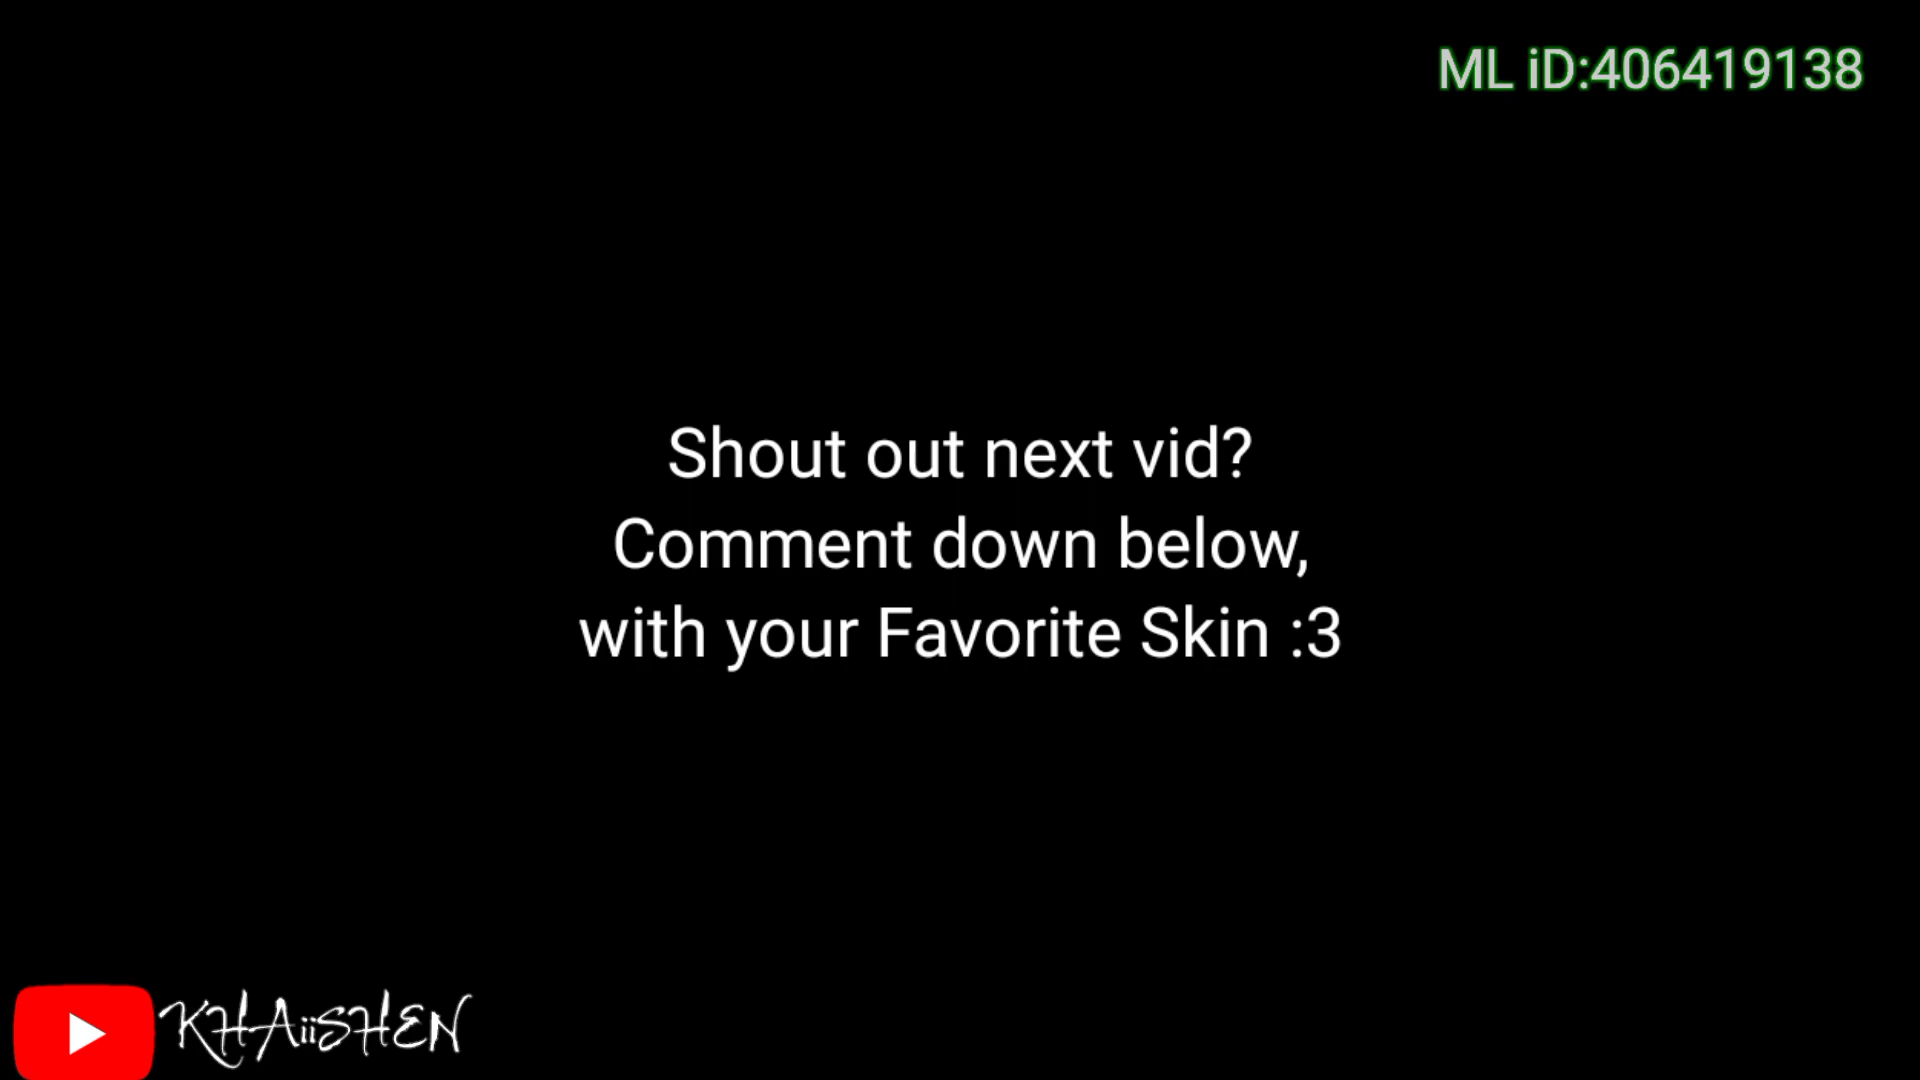 ML iD:406419138
Shout out next vid?
Comment down below,
with your Favorite Skin :3
KHAiiSHEN